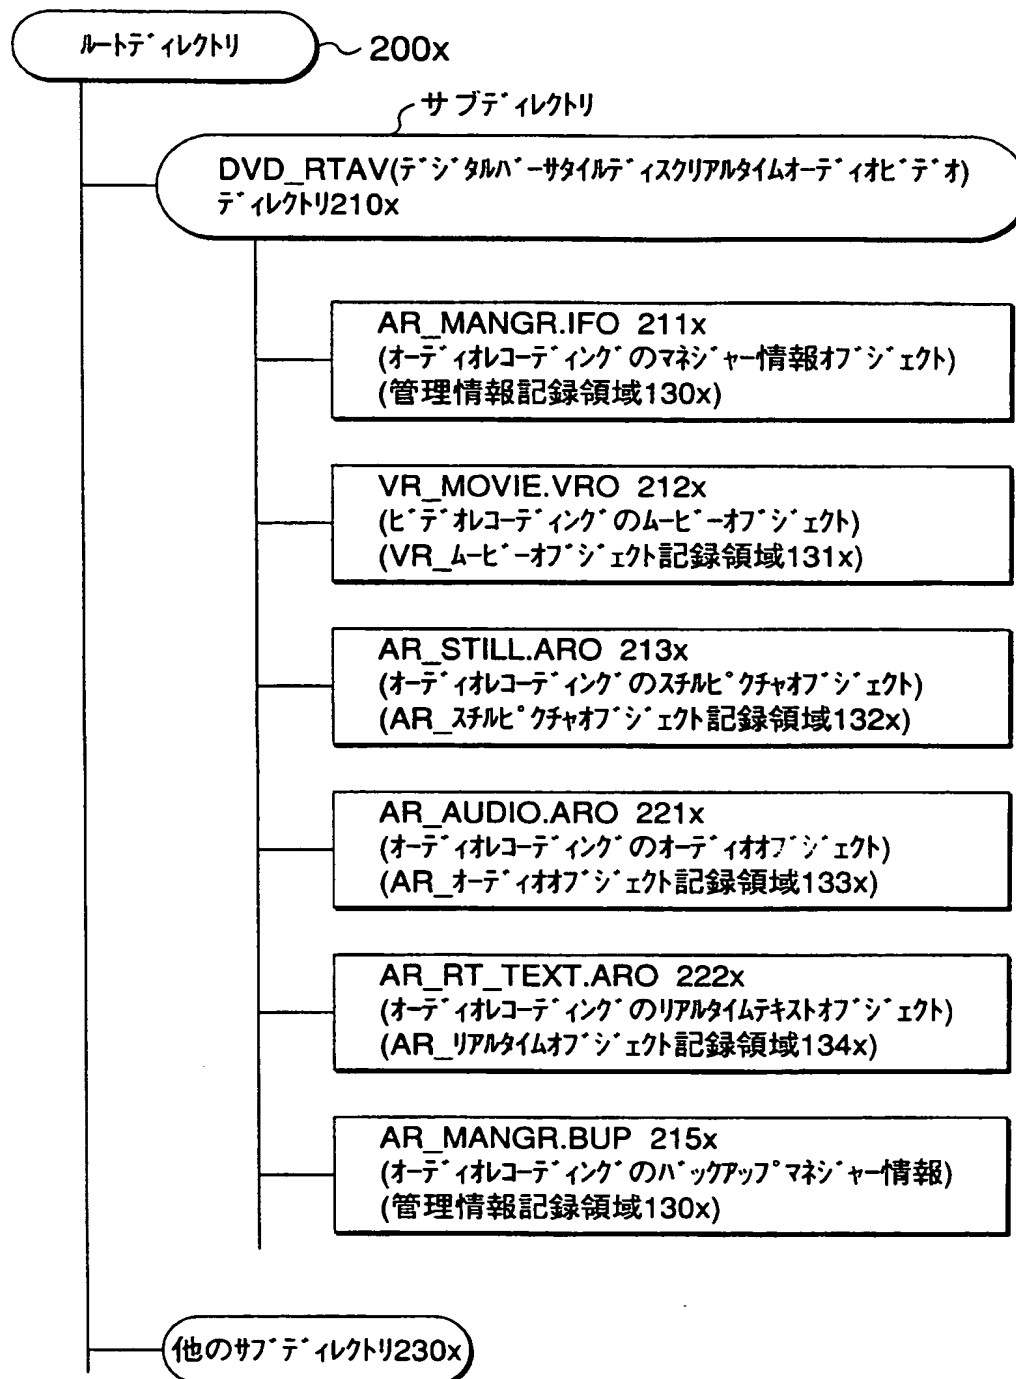 ﾙｰﾄﾃﾞｨﾚｸﾄﾘ
200x
サブディレクトリ
DVD_RTAV(ﾃﾞｼﾞﾀﾙﾊﾞｰｻﾀｲﾙﾃﾞｨｽｸﾘｱﾙﾀｲﾑｵｰﾃﾞｨｵﾋﾞﾃﾞｵ)
ﾃﾞｨﾚｸﾄﾘ210x
AR_MANGR.IFO 211x
(ｵｰﾃﾞｨｵﾚｺｰﾃﾞｨﾝｸﾞのﾏﾈｼﾞｬｰ情報ｵﾌﾞｼﾞｪｸﾄ)
(管理情報記録領域130x)
VR_MOVIE.VRO 212x
(ﾋﾞﾃﾞｵﾚｺｰﾃﾞｨﾝｸﾞのﾑｰﾋﾞｰｵﾌﾞｼﾞｪｸﾄ)
(VR_ﾑｰﾋﾞｰｵﾌﾞｼﾞｪｸﾄ記録領域131x)
AR_STILL.ARO 213x
(ｵｰﾃﾞｨｵﾚｺｰﾃﾞｨﾝｸﾞのｽﾁﾙﾋﾟｸﾁｬｵﾌﾞｼﾞｪｸﾄ)
(AR_ｽﾁﾙﾋﾟｸﾁｬｵﾌﾞｼﾞｪｸﾄ記録領域132x)
AR_AUDIO.ARO 221x
(ｵｰﾃﾞｨｵﾚｺｰﾃﾞｨﾝｸﾞのｵｰﾃﾞｨｵｵﾌﾞｼﾞｪｸﾄ)
(AR_ｵｰﾃﾞｨｵｵﾌﾞｼﾞｪｸﾄ記録領域133x)
AR_RT_TEXT.ARO 222x
(ｵｰﾃﾞｨｵﾚｺｰﾃﾞｨﾝｸﾞのﾘｱﾙﾀｲﾑﾃｷｽﾄｵﾌﾞｼﾞｪｸﾄ)
(AR_ﾘｱﾙﾀｲﾑｵﾌﾞｼﾞｪｸﾄ記録領域134x)
AR_MANGR.BUP 215x
(ｵｰﾃﾞｨｵﾚｺｰﾃﾞｨﾝｸﾞのﾊﾞｯｸｱｯﾌﾟﾏﾈｼﾞｬｰ情報)
(管理情報記録領域130x)
他のｻﾌﾞﾃﾞｨﾚｸﾄﾘ230x